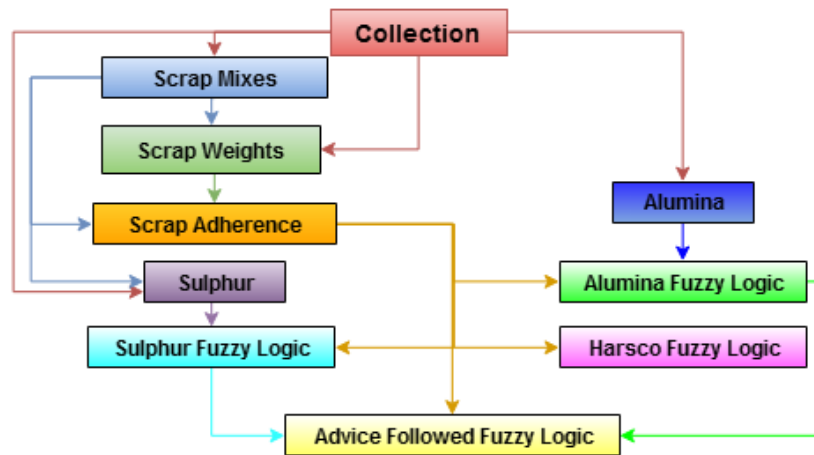 Collection
Scrap Mixes
Scrap Weights
Scrap Adherence
Alumina
Sulphur
Alumina Fuzzy Logic
Sulphur Fuzzy Logic
Harsco Fuzzy Logic
Advice Followed Fuzzy Logic